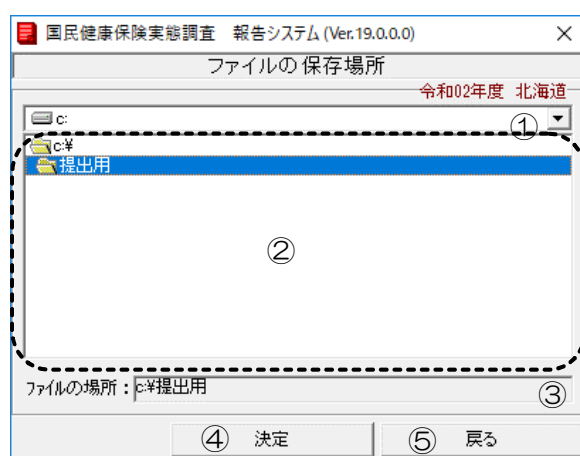 国民健康保険実態調査 報告システム (Ver.19.0.0.0)
ファイルの保存場所
令和02年度 北海道
c:
①
c:¥
提出用
②
ファイルの場所：c:¥提出用
③
④ 決定
⑤ 戻る